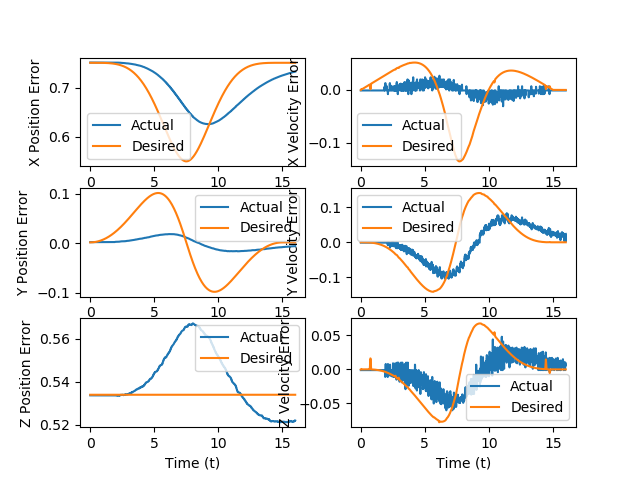 X Position Error
0.7
0.6
Actual
Desired
0
5
10
15
X Velocity Error
0.0
−0.1
Actual
Desired
0
5
10
15
Y Position Error
0.1
0.0
−0.1
Actual
Desired
0
5
10
15
Y Velocity Error
0.1
0.0
−0.1
Actual
Desired
0
5
10
15
Z Position Error
0.56
0.54
0.52
Actual
Desired
0
5
10
15
Time (t)
Z Velocity Error
0.05
0.00
−0.05
Actual
Desired
0
5
10
15
Time (t)